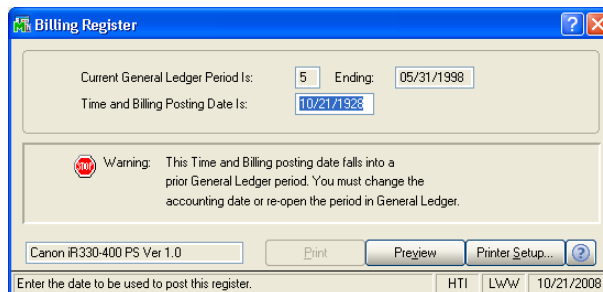 Billing Register
Current General Ledger Period Is: 5 Ending: 05/31/1998
Time and Billing Posting Date Is: 10/21/1928
STOP Warning: This Time and Billing posting date falls into a
prior General Ledger period. You must change the
accounting date or re-open the period in General Ledger.
Canon iR330-400 PS Ver 1.0 Print Preview Printer Setup... ?
Enter the date to be used to post this register. HTI LWW 10/21/2008